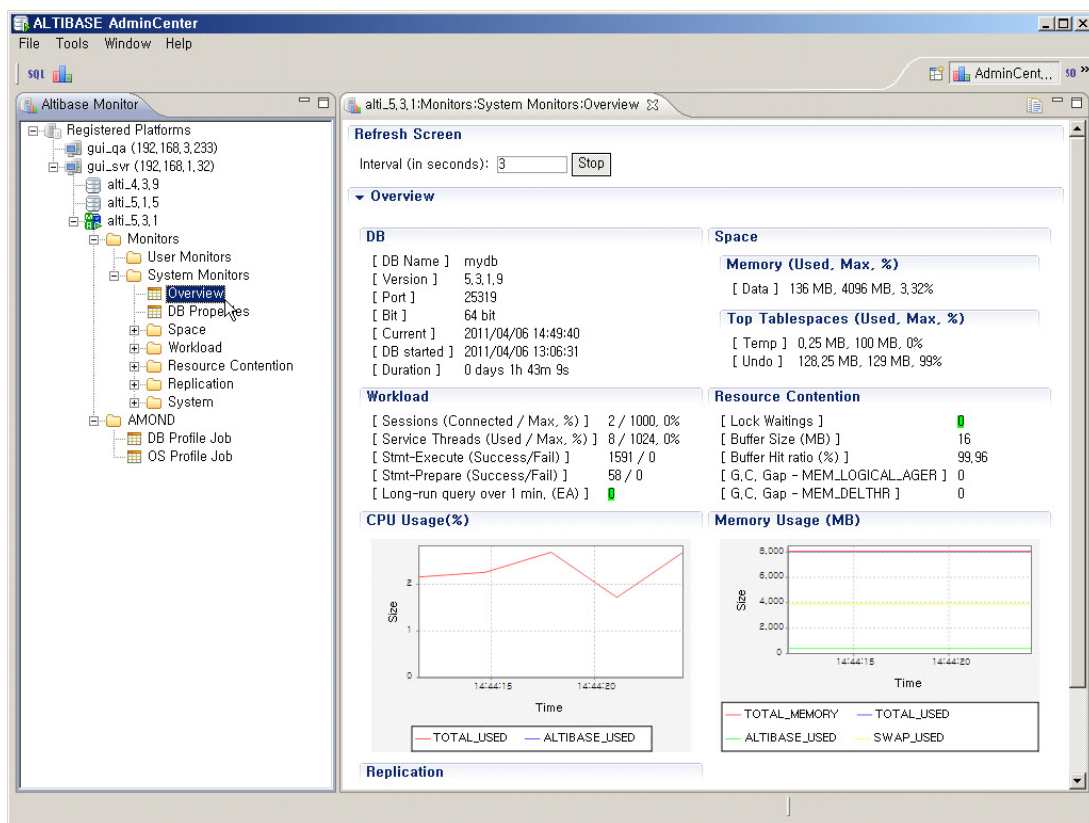 ALTIBASE AdminCenter
File Tools Window Help
SQL
AdminCent... SQ »
Altibase Monitor
alti_5,3,1:Monitors:System Monitors:Overview
Registered Platforms
gui_qa (192,168,3,233)
gui_svr (192,168,1,32)
alti_4,3,9
alti_5,1,5
alti_5,3,1
Monitors
User Monitors
System Monitors
Overview
DB Properties
Space
Workload
Resource Contention
Replication
System
AMOND
DB Profile Job
OS Profile Job
Refresh Screen
Interval (in seconds): 3 Stop
Overview
DB
[ DB Name ] mydb
[ Version ] 5,3,1,9
[ Port ] 25319
[ Bit ] 64 bit
[ Current ] 2011/04/06 14:49:40
[ DB started ] 2011/04/06 13:06:31
[ Duration ] 0 days 1h 43m 9s
Space
Memory (Used, Max, %)
[ Data ] 136 MB, 4096 MB, 3,32%
Top Tablespaces (Used, Max, %)
[ Temp ] 0,25 MB, 100 MB, 0%
[ Undo ] 128,25 MB, 129 MB, 99%
Workload
[ Sessions (Connected / Max, %) ] 2 / 1000, 0%
[ Service Threads (Used / Max, %) ] 8 / 1024, 0%
[ Stmt-Execute (Success/Fail) ] 1591 / 0
[ Stmt-Prepare (Success/Fail) ] 58 / 0
[ Long-run query over 1 min, (EA) ] 0
Resource Contention
[ Lock Waitings ] 0
[ Buffer Size (MB) ] 16
[ Buffer Hit ratio (%) ] 99,96
[ G,C, Gap - MEM_LOGICAL_AGER ] 0
[ G,C, Gap - MEM_DELTHR ] 0
CPU Usage(%)
Size
2
1
0
14:44:15 14:44:20
Time
TOTAL_USED ALTIBASE_USED
Memory Usage (MB)
Size
8,000
6,000
4,000
2,000
0
14:44:15 14:44:20
Time
TOTAL_MEMORY TOTAL_USED
ALTIBASE_USED SWAP_USED
Replication